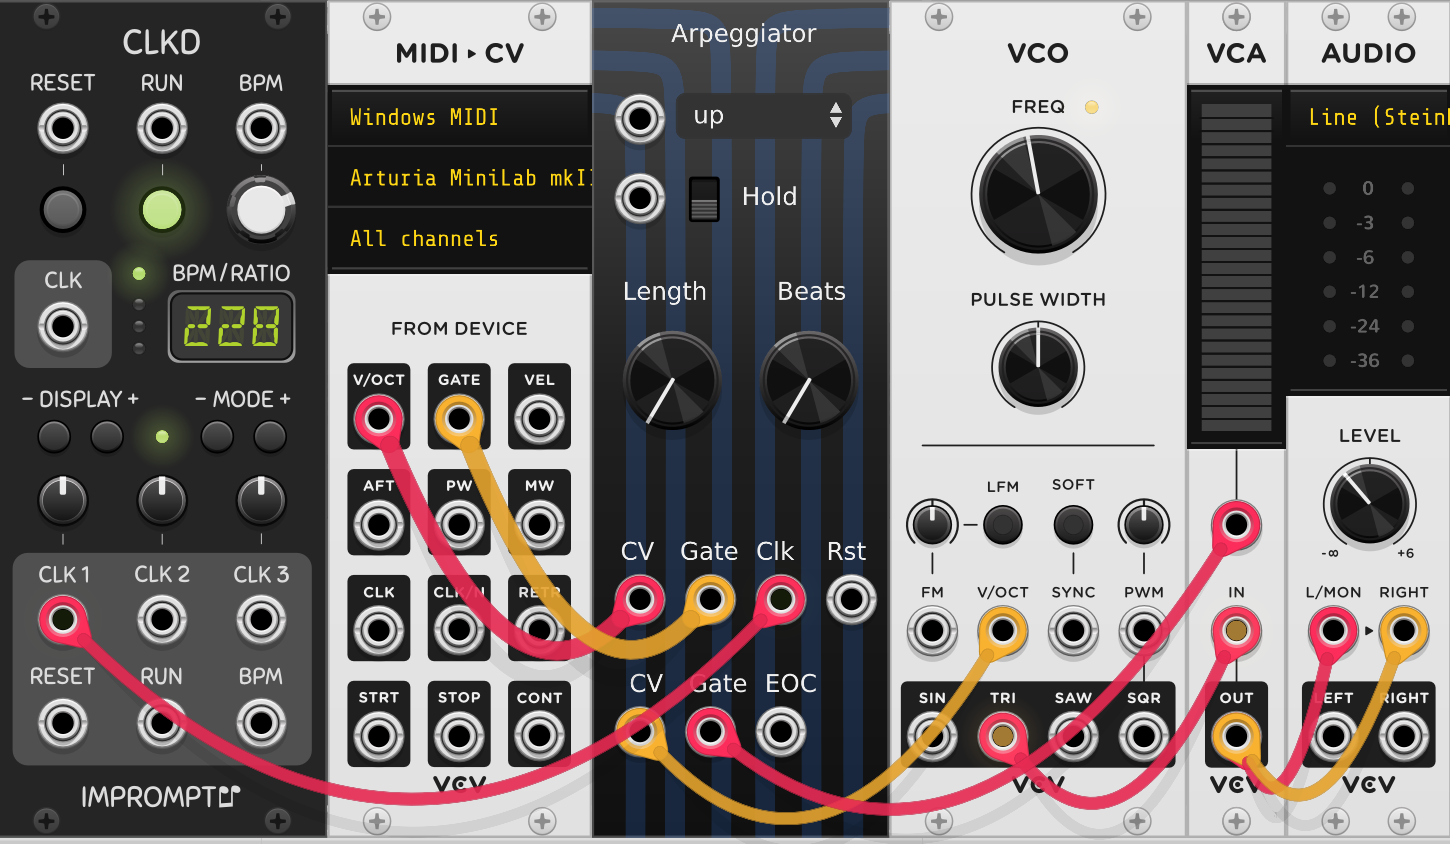 CLKD
RESET RUN BPM
CLK
BPM/RATIO
228
- DISPLAY +
- MODE +
CLK 1 CLK 2 CLK 3
RESET RUN BPM
IMPROMPT
MIDI ▸ CV
Windows MIDI
Arturia MiniLab mkII
All channels
FROM DEVICE
V/OCT GATE VEL
AFT PW MW
CLK CLK/N RETR
STRT STOP CONT
VCV
Arpeggiator
up
Hold
Length Beats
CV Gate Clk Rst
CV Gate EOC
VCO
FREQ
PULSE WIDTH
LFM SOFT
FM V/OCT SYNC PWM
SIN TRI SAW SQR
VCV
VCA
IN
OUT
VCV
AUDIO
Line (Stein
0
-3
-6
-12
-24
-36
LEVEL
-∞ +6
L/MON RIGHT
LEFT RIGHT
VCV